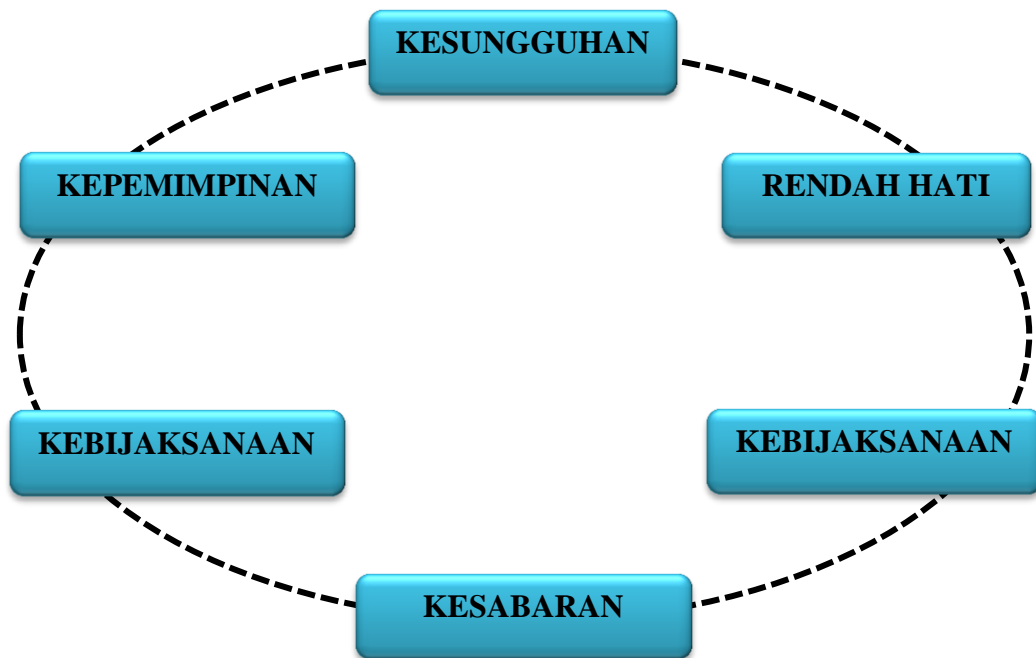 KESUNGGUHAN
KEPEMIMPINAN
RENDAH HATI
KEBIJAKSANAAN
KEBIJAKSANAAN
KESABARAN